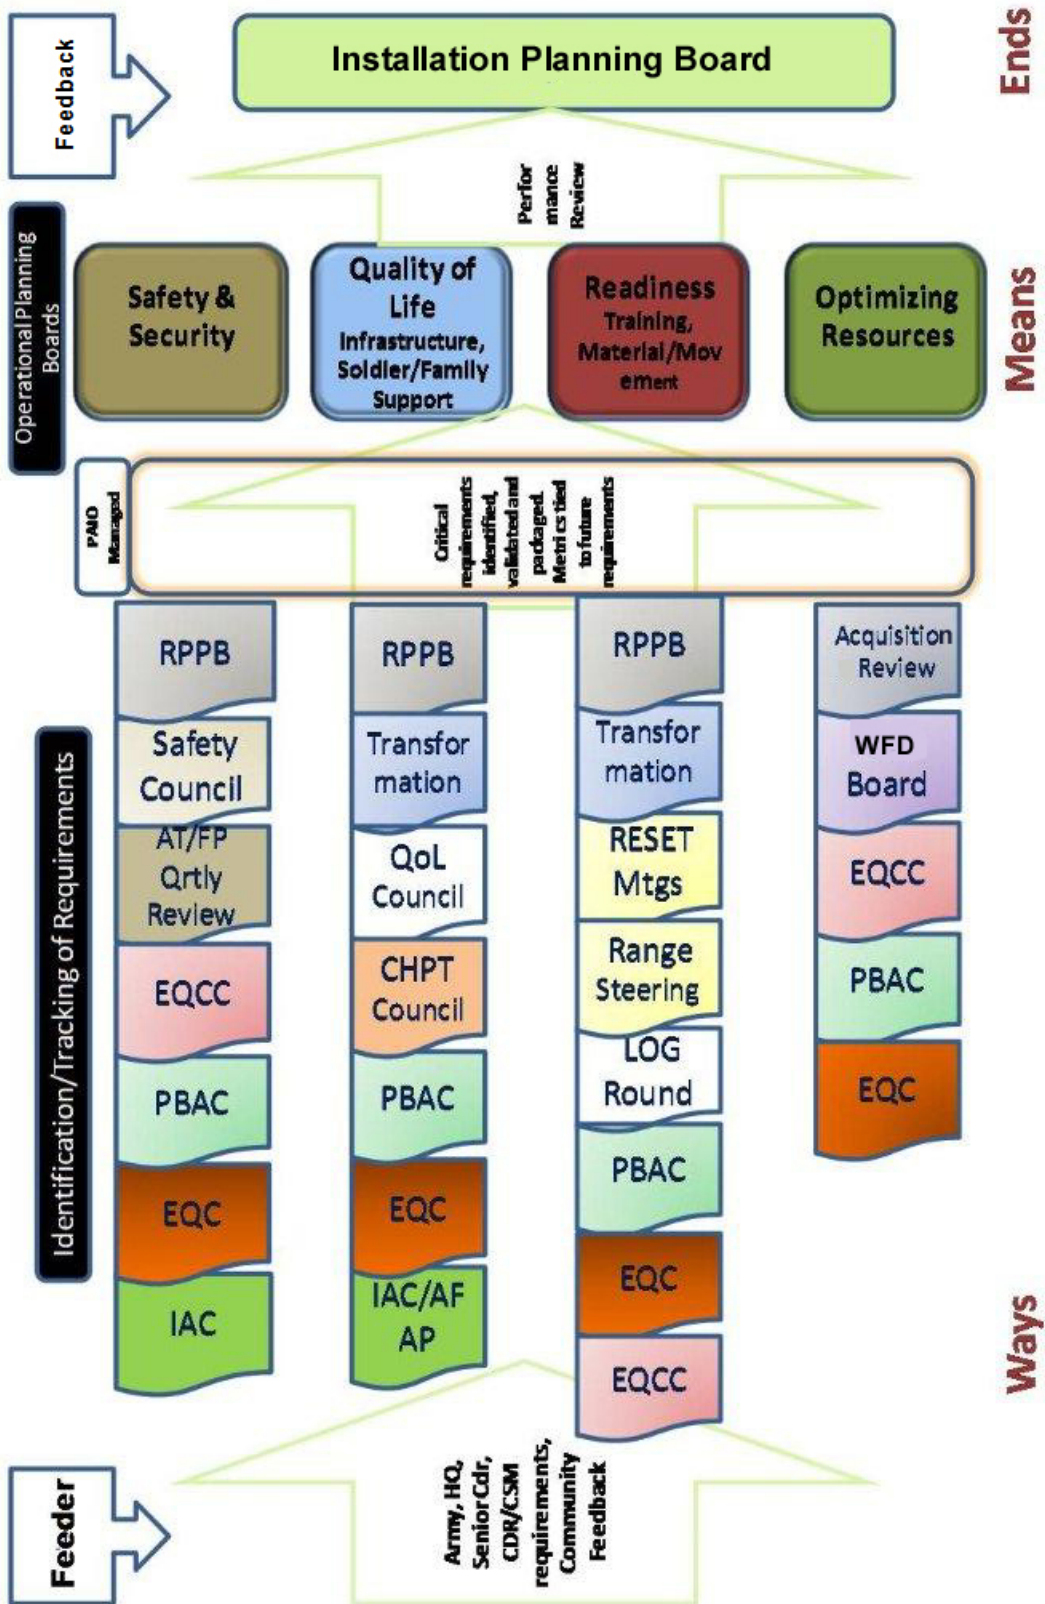 Feedback
Installation Planning Board
Ends
Perfor
mance
Review
Operational Planning
Boards
Safety &
Security
Quality of
Life
Infrastructure,
Soldier/Family
Support
Readiness
Training,
Material/Mov
ement
Optimizing
Resources
Means
PAIO
Managed
Critical
requirements
identified,
validated and
packaged.
Metrics tied
to future
requirements
Identification/Tracking of Requirements
RPPB
Safety
Council
AT/FP
Qrtly
Review
EQCC
PBAC
EQC
IAC
RPPB
Transfor
mation
QoL
Council
CHPT
Council
PBAC
EQC
IAC/AF
AP
RPPB
Transfor
mation
RESET
Mtgs
Range
Steering
LOG
Round
PBAC
EQC
EQCC
Acquisition
Review
WFD
Board
EQCC
PBAC
EQC
Ways
Feeder
Army, HQ,
Senior Cdr,
CDR/CSM
requirements,
Community
Feedback